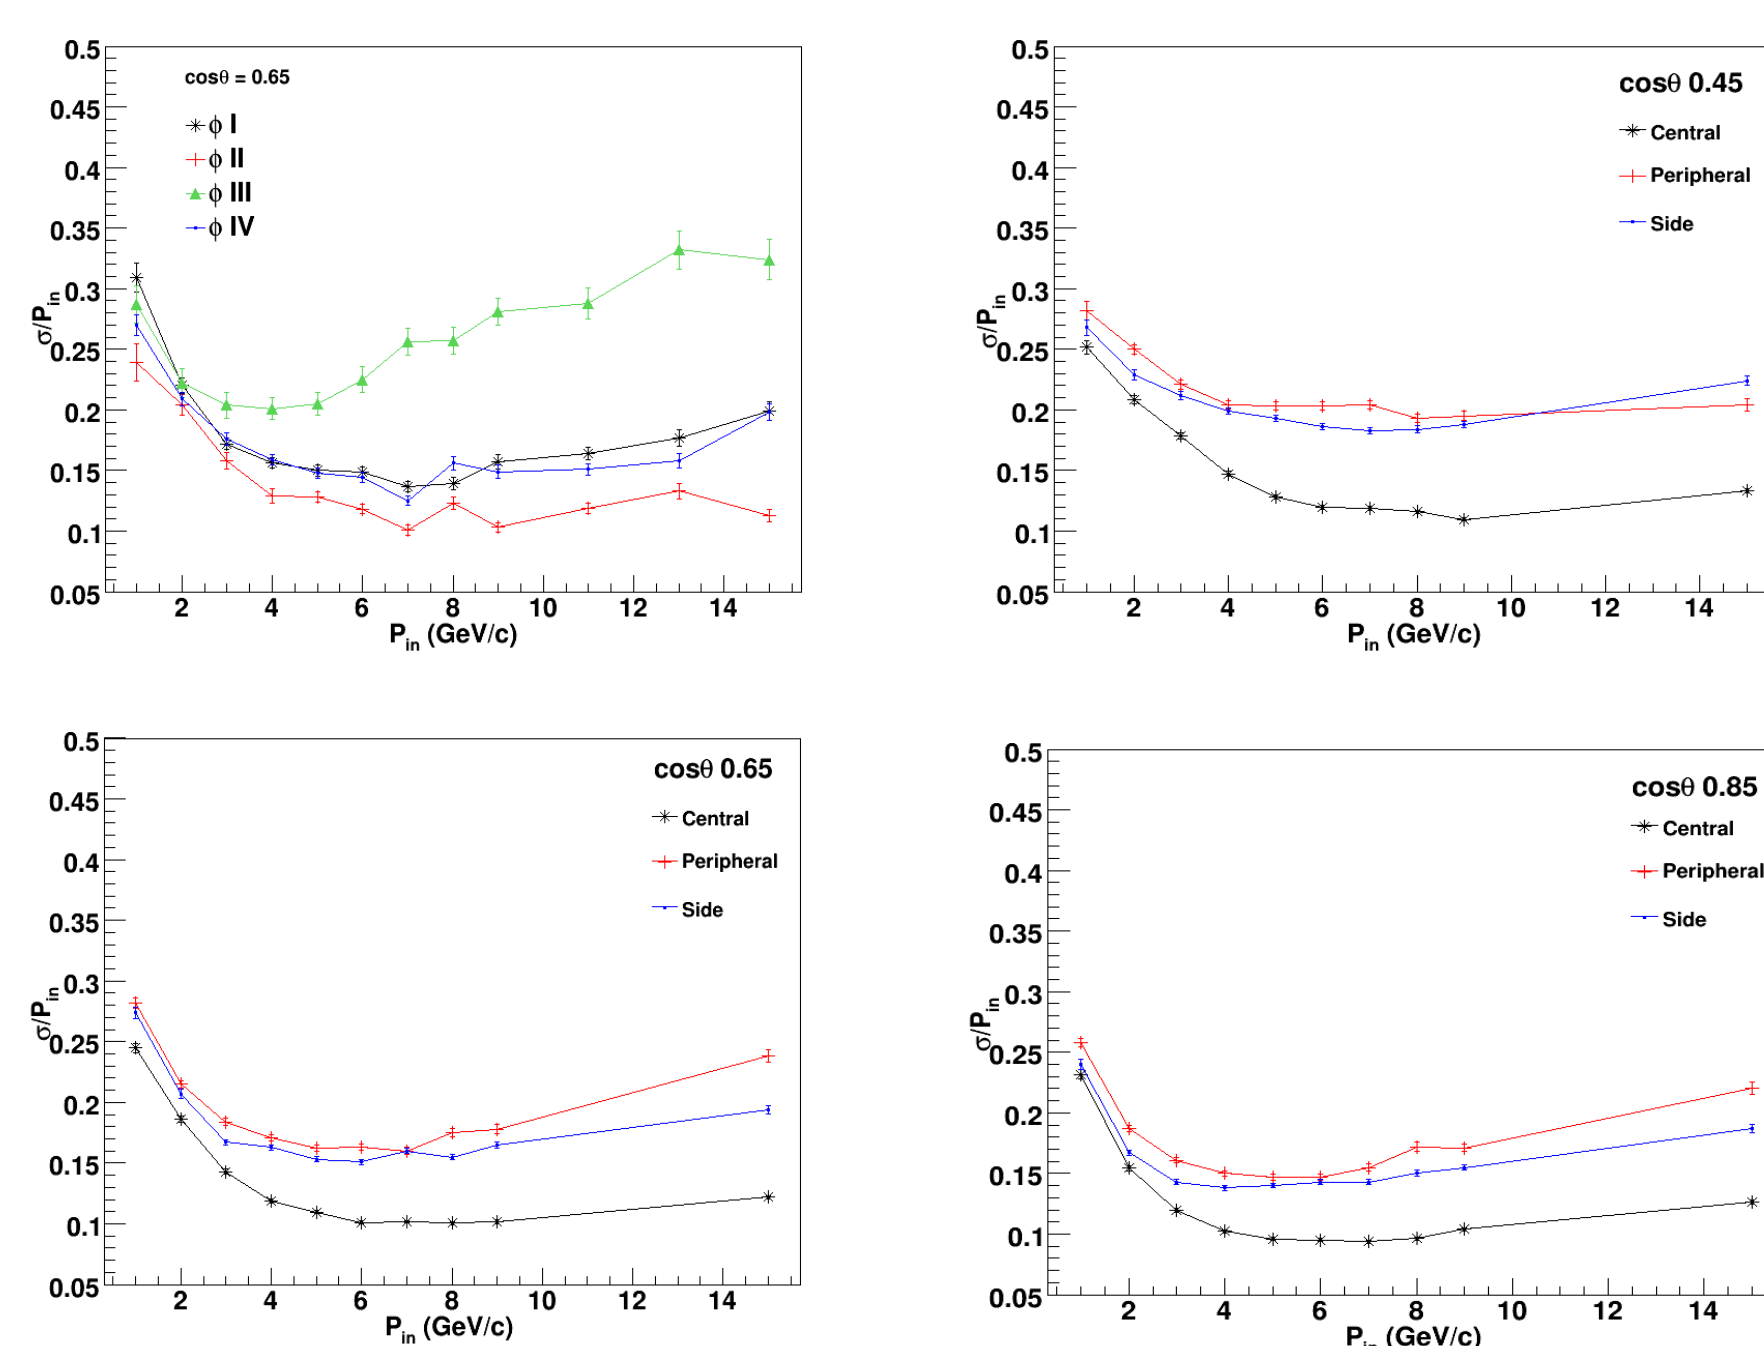 cosθ = 0.65
ϕ I
ϕ II
ϕ III
ϕ IV
0.5
0.45
0.4
0.35
0.3
0.25
0.2
0.15
0.1
0.05
σ/P_in
2 4 6 8 10 12 14
P_in (GeV/c)
cosθ 0.45
Central
Peripheral
Side
0.5
0.45
0.4
0.35
0.3
0.25
0.2
0.15
0.1
0.05
σ/P_in
2 4 6 8 10 12 14
P_in (GeV/c)
cosθ 0.65
Central
Peripheral
Side
0.5
0.45
0.4
0.35
0.3
0.25
0.2
0.15
0.1
0.05
σ/P_in
2 4 6 8 10 12 14
P_in (GeV/c)
cosθ 0.85
Central
Peripheral
Side
0.5
0.45
0.4
0.35
0.3
0.25
0.2
0.15
0.1
0.05
σ/P_in
2 4 6 8 10 12 14
P_in (GeV/c)